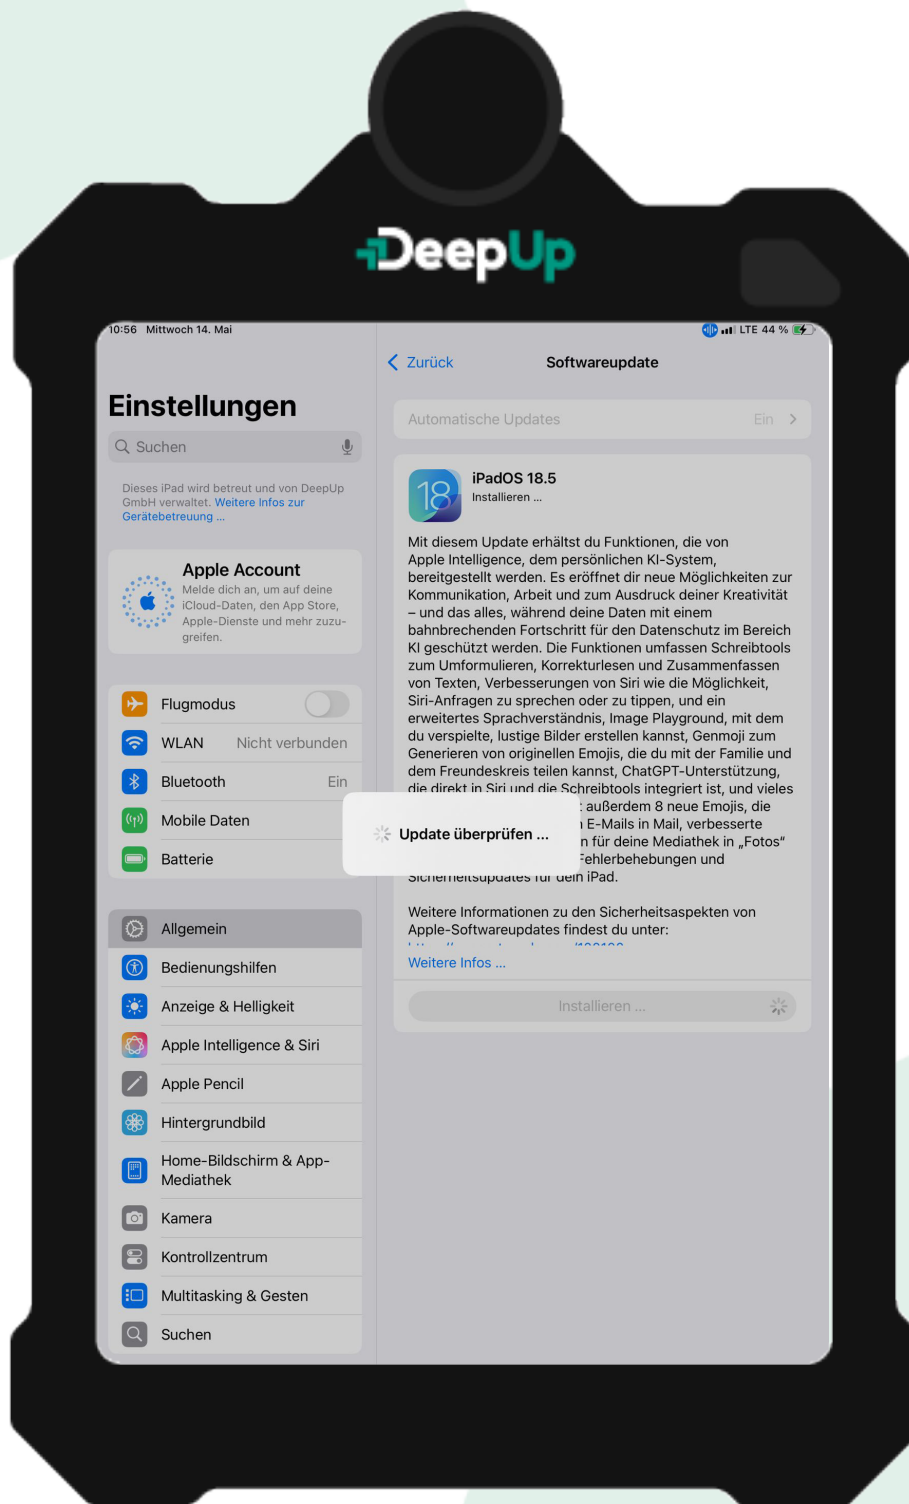 DeepUp
10:56 Mittwoch 14. Mai
LTE 44 %
Einstellungen
Suchen
Dieses iPad wird betreut und von DeepUp
GmbH verwaltet. Weitere Infos zur
Gerätebetreuung ...
Apple Account
Melde dich an, um auf deine
iCloud-Daten, den App Store,
Apple-Dienste und mehr zuzu-
greifen.
Flugmodus
WLAN Nicht verbunden
Bluetooth Ein
Mobile Daten
Batterie
Allgemein
Bedienungshilfen
Anzeige & Helligkeit
Apple Intelligence & Siri
Apple Pencil
Hintergrundbild
Home-Bildschirm & App-
Mediathek
Kamera
Kontrollzentrum
Multitasking & Gesten
Suchen
Zurück Softwareupdate
Automatische Updates Ein
18
iPadOS 18.5
Installieren ...
Mit diesem Update erhältst du Funktionen, die von
Apple Intelligence, dem persönlichen KI-System,
bereitgestellt werden. Es eröffnet dir neue Möglichkeiten zur
Kommunikation, Arbeit und zum Ausdruck deiner Kreativität
– und das alles, während deine Daten mit einem
bahnbrechenden Fortschritt für den Datenschutz im Bereich
KI geschützt werden. Die Funktionen umfassen Schreibtools
zum Umformulieren, Korrekturlesen und Zusammenfassen
von Texten, Verbesserungen von Siri wie die Möglichkeit,
Siri-Anfragen zu sprechen oder zu tippen, und ein
erweitertes Sprachverständnis, Image Playground, mit dem
du verspielte, lustige Bilder erstellen kannst, Genmoji zum
Generieren von originellen Emojis, die du mit der Familie und
dem Freundeskreis teilen kannst, ChatGPT-Unterstützung,
die direkt in Siri und die Schreibtools integriert ist, und vieles
außerdem 8 neue Emojis, die
E-Mails in Mail, verbesserte
für deine Mediathek in „Fotos“
Fehlerbehebungen und
Sicherheitsupdates für dein iPad.
Update überprüfen ...
Weitere Informationen zu den Sicherheitsaspekten von
Apple-Softwareupdates findest du unter:
Weitere Infos ...
Installieren ...